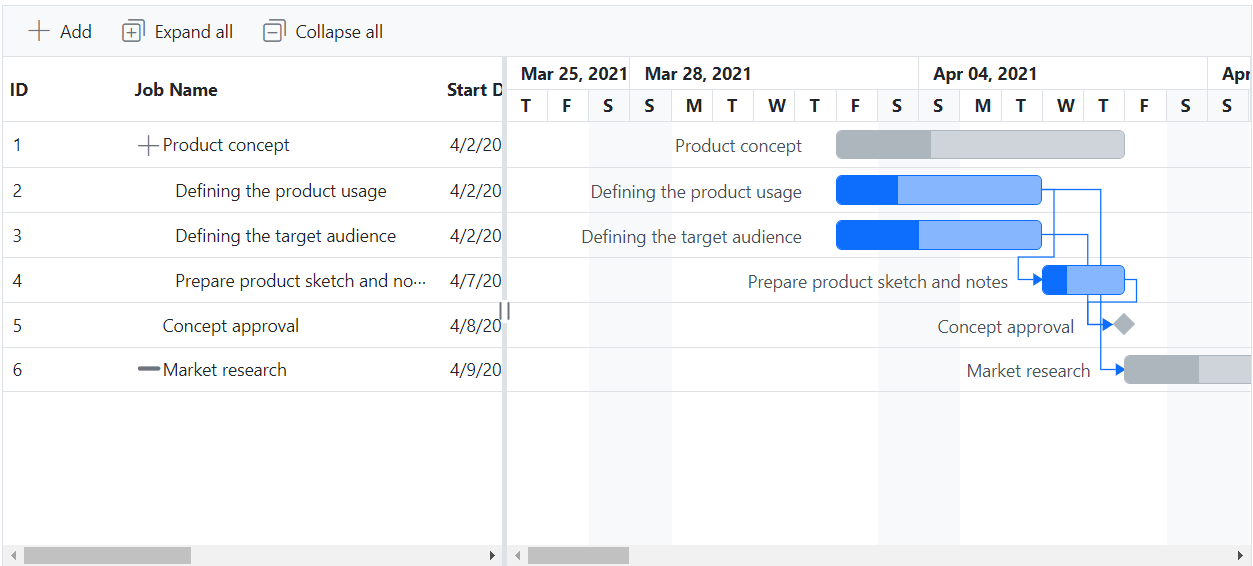 Add Expand all Collapse all
ID Job Name Start D
Mar 25, 2021 Mar 28, 2021 Apr 04, 2021 Apr
T F S S M T W T F S S M T W T F S S
1 Product concept 4/2/20 Product concept
2 Defining the product usage 4/2/20 Defining the product usage
3 Defining the target audience 4/2/20 Defining the target audience
4 Prepare product sketch and no··· 4/7/20 Prepare product sketch and notes
5 Concept approval 4/8/20 Concept approval
6 Market research 4/9/20 Market research